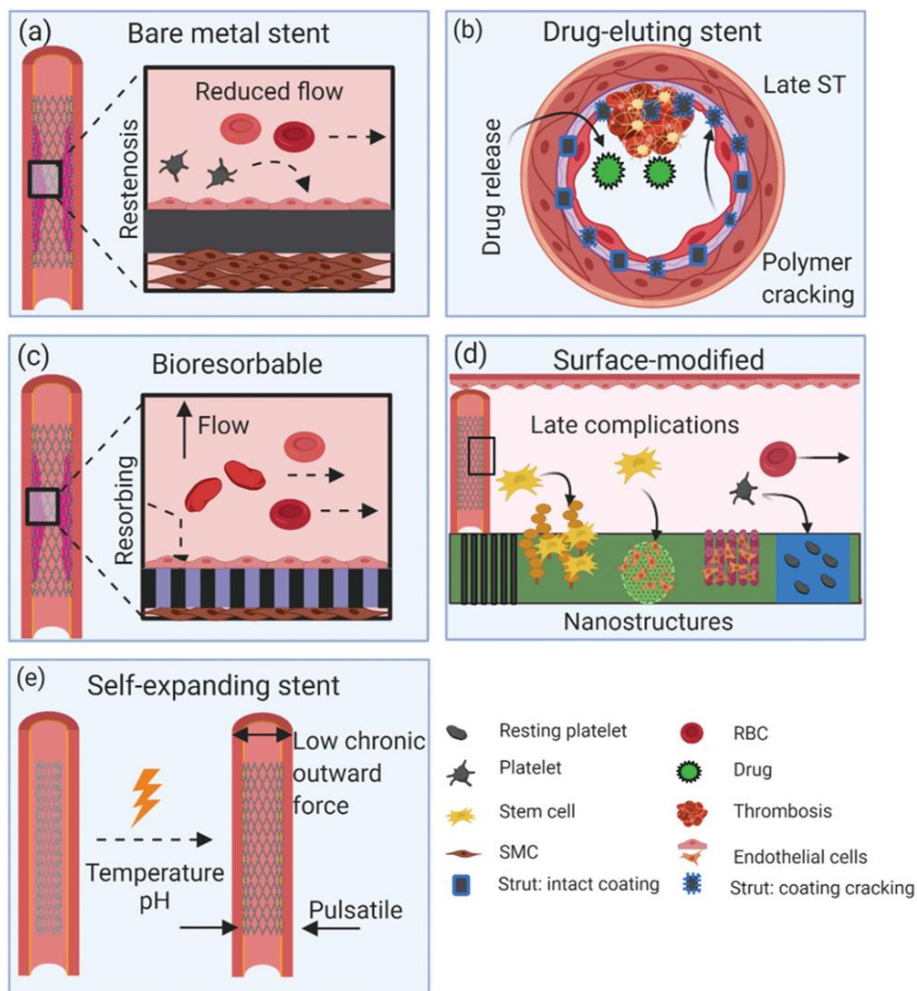 (a)
Bare metal stent
Restenosis
Reduced flow
(b)
Drug-eluting stent
Late ST
Drug release
Polymer
cracking
(c)
Bioresorbable
Resorbing
Flow
(d)
Surface-modified
Late complications
Nanostructures
(e)
Self-expanding stent
Low chronic
outward
force
Temperature
pH
Pulsatile
Resting platelet
RBC
Platelet
Drug
Stem cell
Thrombosis
SMC
Endothelial cells
Strut: intact coating
Strut: coating cracking